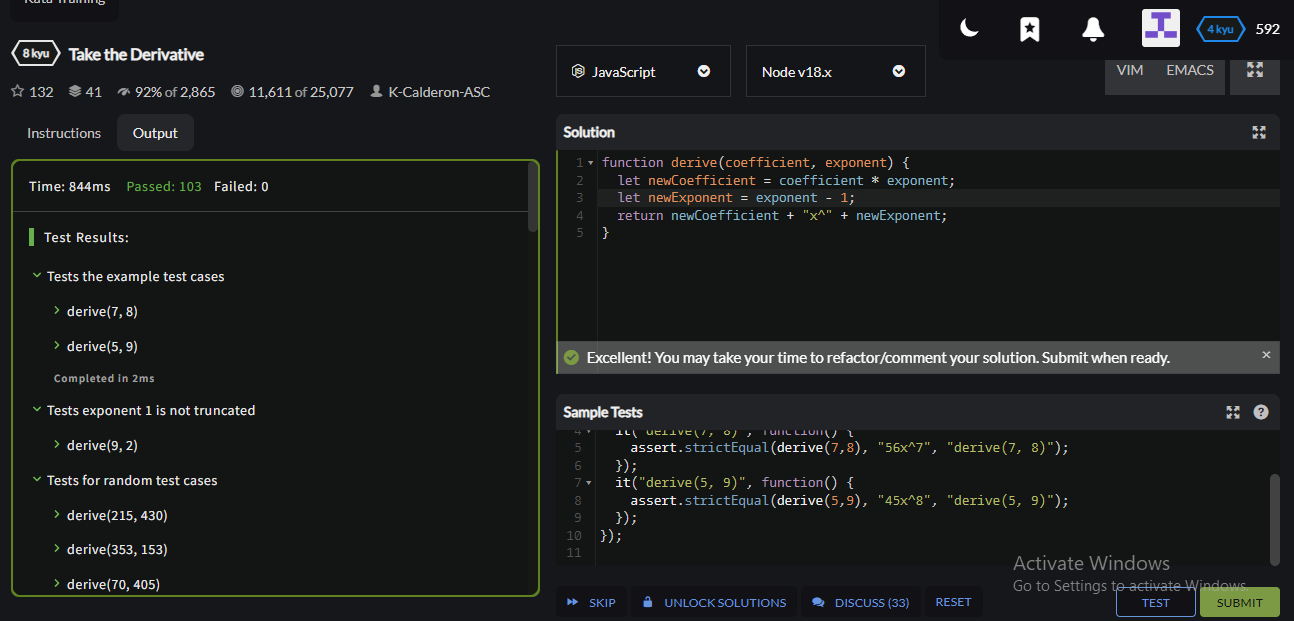 Kata Training
8 kyu Take the Derivative
132 41 92% of 2,865 11,611 of 25,077 K-Calderon-ASC
4 kyu 592
JavaScript Node v18.x VIM EMACS
Instructions Output
Time: 844ms Passed: 103 Failed: 0
Test Results:
Tests the example test cases
derive(7, 8)
derive(5, 9)
Completed in 2ms
Tests exponent 1 is not truncated
derive(9, 2)
Tests for random test cases
derive(215, 430)
derive(353, 153)
derive(70, 405)
Solution
1 function derive(coefficient, exponent) {
2 let newCoefficient = coefficient * exponent;
3 let newExponent = exponent - 1;
4 return newCoefficient + "x^" + newExponent;
5 }
Excellent! You may take your time to refactor/comment your solution. Submit when ready. ×
Sample Tests ?
4 it("derive(7, 8)", function() {
5 assert.strictEqual(derive(7,8), "56x^7", "derive(7, 8)");
6 });
7 it("derive(5, 9)", function() {
8 assert.strictEqual(derive(5,9), "45x^8", "derive(5, 9)");
9 });
10 });
11
Activate Windows
Go to Settings to activate Windows.
SKIP UNLOCK SOLUTIONS DISCUSS (33) RESET TEST SUBMIT